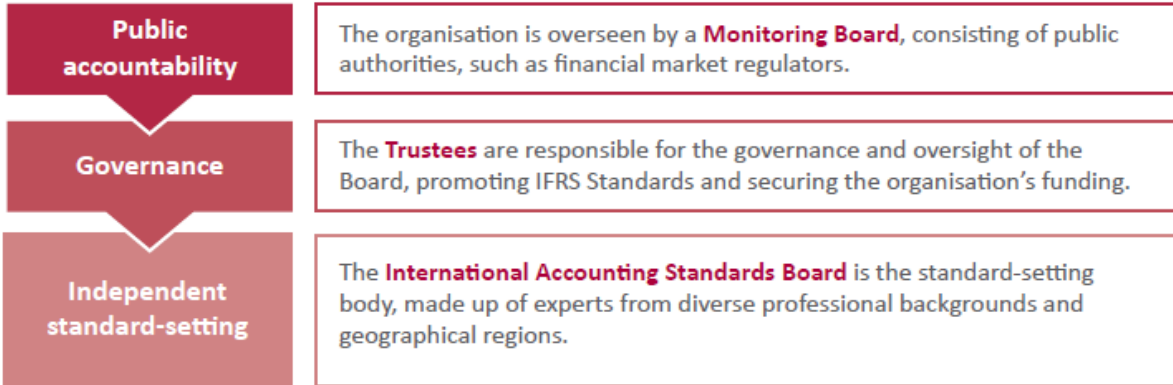 Public
accountability
The organisation is overseen by a Monitoring Board, consisting of public
authorities, such as financial market regulators.
Governance
The Trustees are responsible for the governance and oversight of the
Board, promoting IFRS Standards and securing the organisation's funding.
Independent
standard-setting
The International Accounting Standards Board is the standard-setting
body, made up of experts from diverse professional backgrounds and
geographical regions.